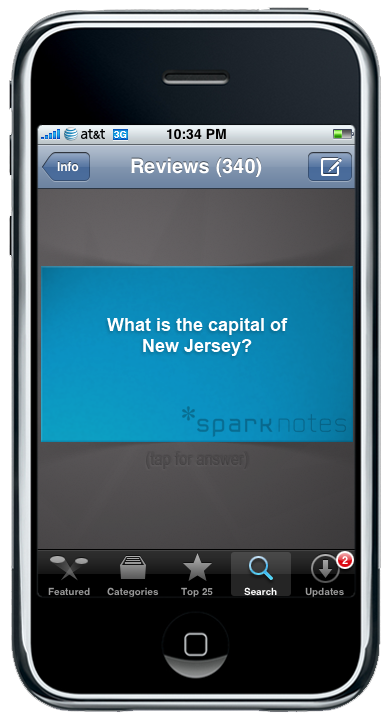 at&t 3G 10:34 PM
Info Reviews (340)
What is the capital of
New Jersey?
*sparknotes
(tap for answer)
2
Featured Categories Top 25 Search Updates